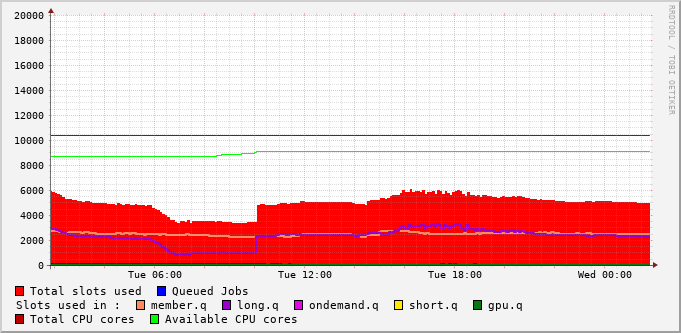 20000
18000
16000
14000
12000
10000
8000
6000
4000
2000
0
Tue 06:00 Tue 12:00 Tue 18:00 Wed 00:00
Total slots used Queued Jobs
Slots used in : member.q long.q ondemand.q short.q gpu.q
Total CPU cores Available CPU cores
RRDTOOL / TOBI OETIKER